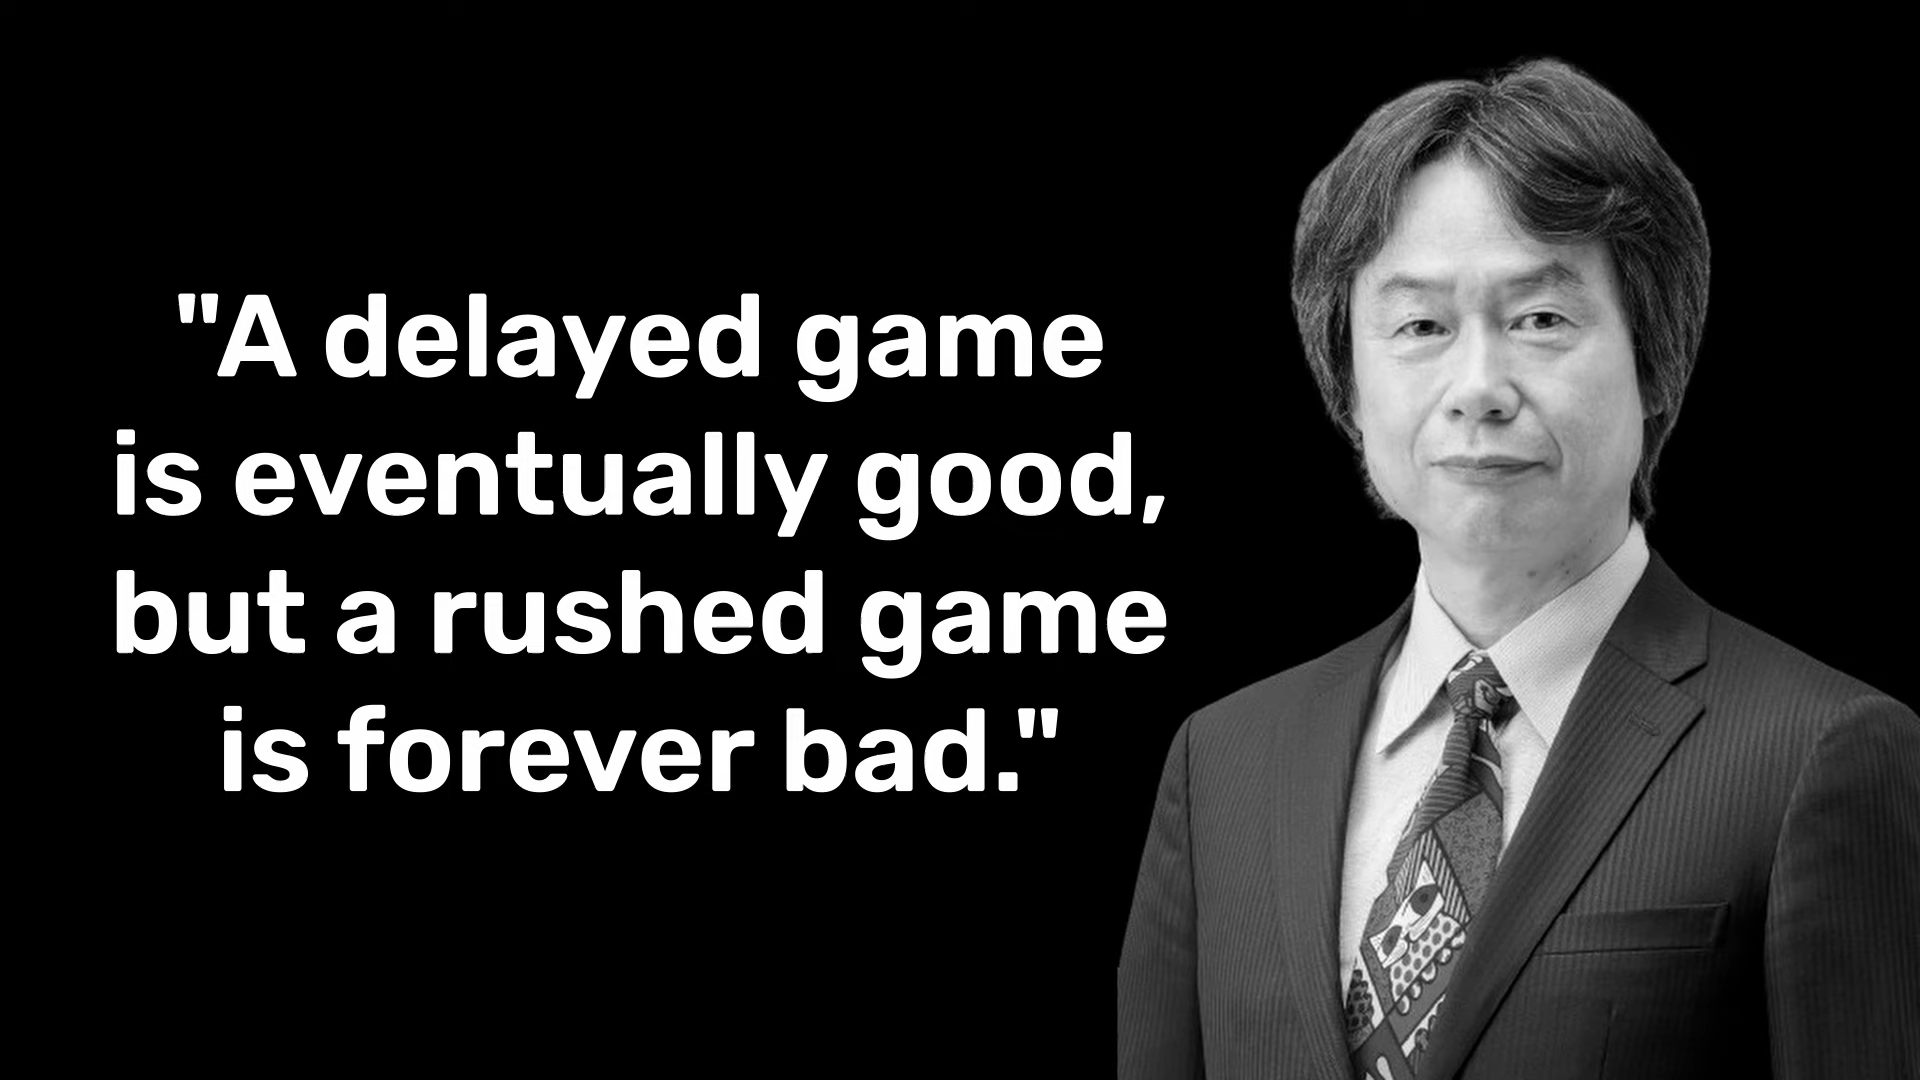 "A delayed game
is eventually good,
but a rushed game
is forever bad."